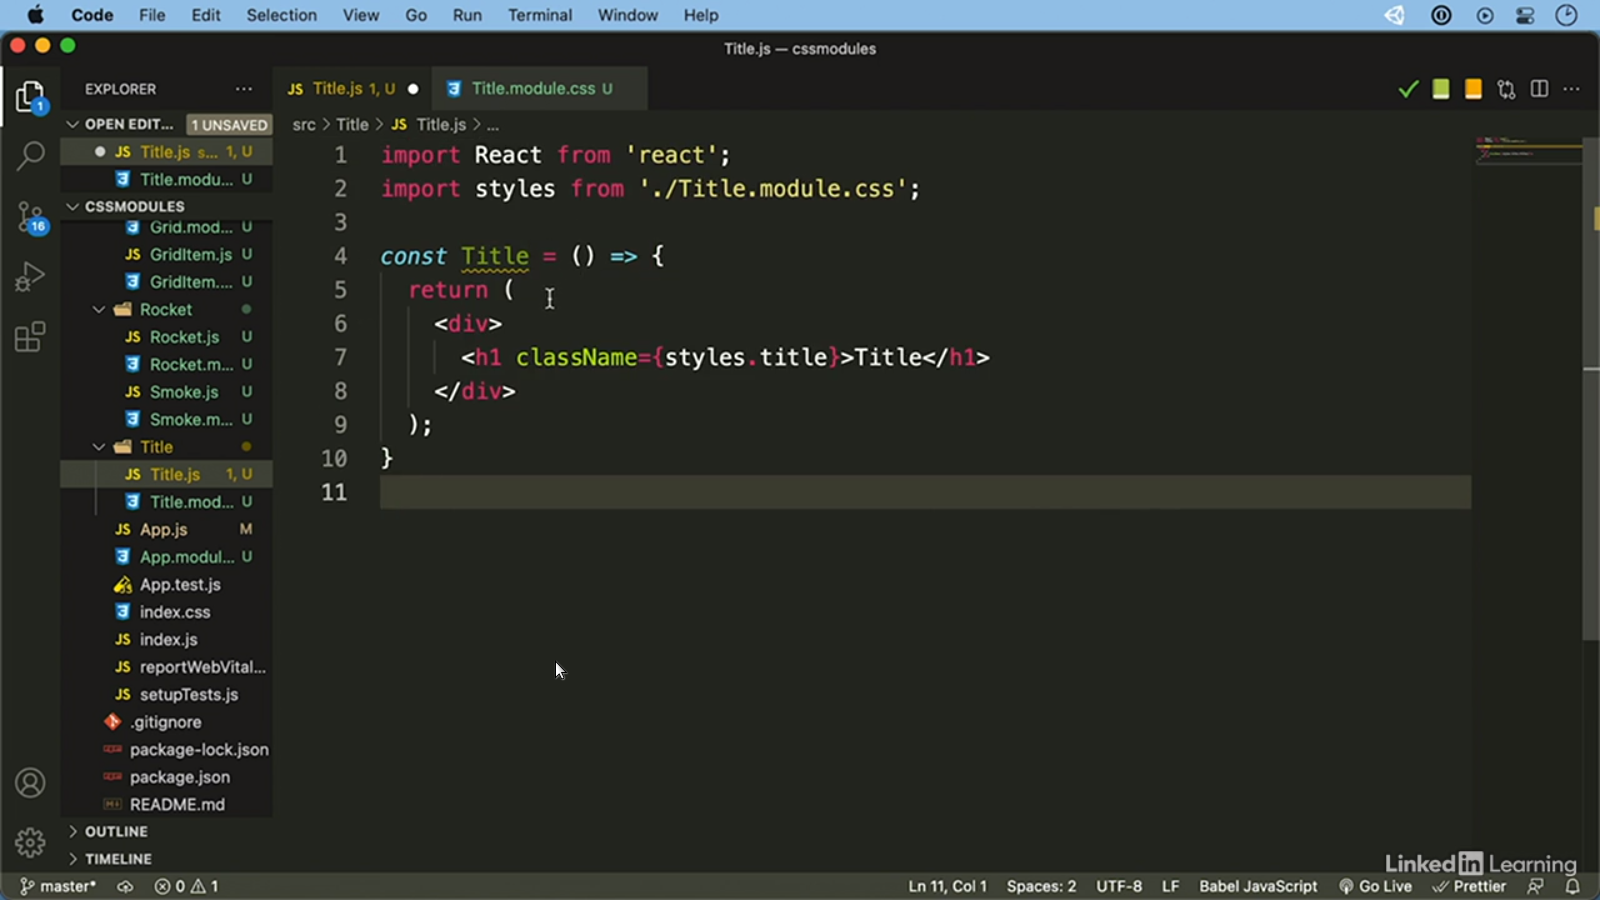 Code File Edit Selection View Go Run Terminal Window Help
Title.js — cssmodules
EXPLORER ...
Title.js 1, U
Title.module.css U
OPEN EDIT... 1 UNSAVED
src > Title > JS Title.js > ...
JS Title.js s... 1, U
Title.modu... U
CSSMODULES
Grid.mod... U
JS GridItem.js U
GridItem.... U
Rocket
JS Rocket.js U
Rocket.m... U
JS Smoke.js U
Smoke.m... U
Title
JS Title.js 1, U
Title.mod... U
JS App.js M
App.modul... U
App.test.js
index.css
JS index.js
JS reportWebVital...
JS setupTests.js
.gitignore
package-lock.json
package.json
README.md
OUTLINE
TIMELINE
1 import React from 'react';
2 import styles from './Title.module.css';
3
4 const Title = () => {
5 return (
6 <div>
7 <h1 className={styles.title}>Title</h1>
8 </div>
9 );
10 }
11
1
16
LinkedIn Learning
master* 0 1 Ln 11, Col 1 Spaces: 2 UTF-8 LF Babel JavaScript Go Live Prettier